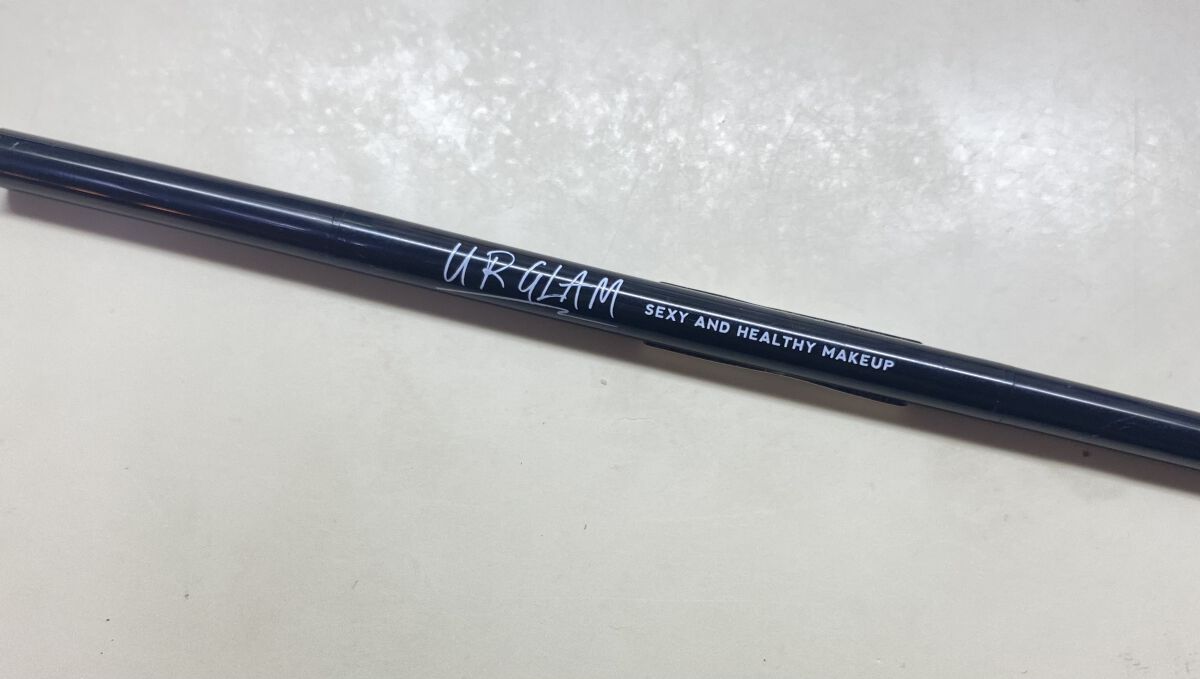 UR GLAM
SEXY AND HEALTHY MAKEUP